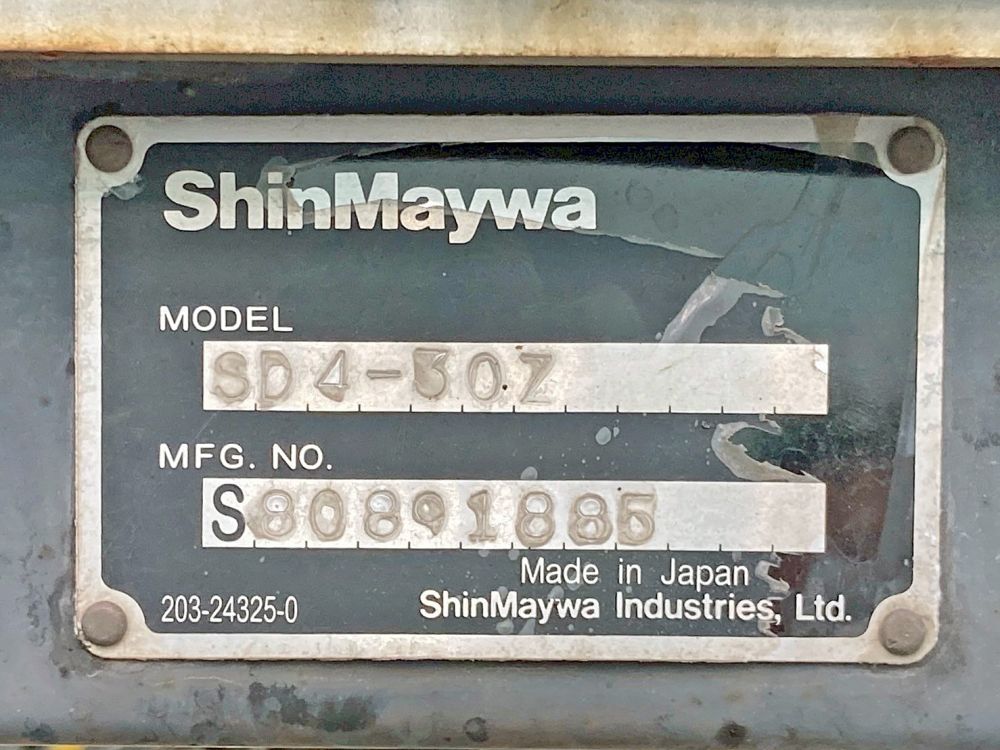 ShinMaywa
MODEL
SD4-30Z
MFG. NO.
S80891885
Made in Japan
203-24325-0
ShinMaywa Industries, Ltd.